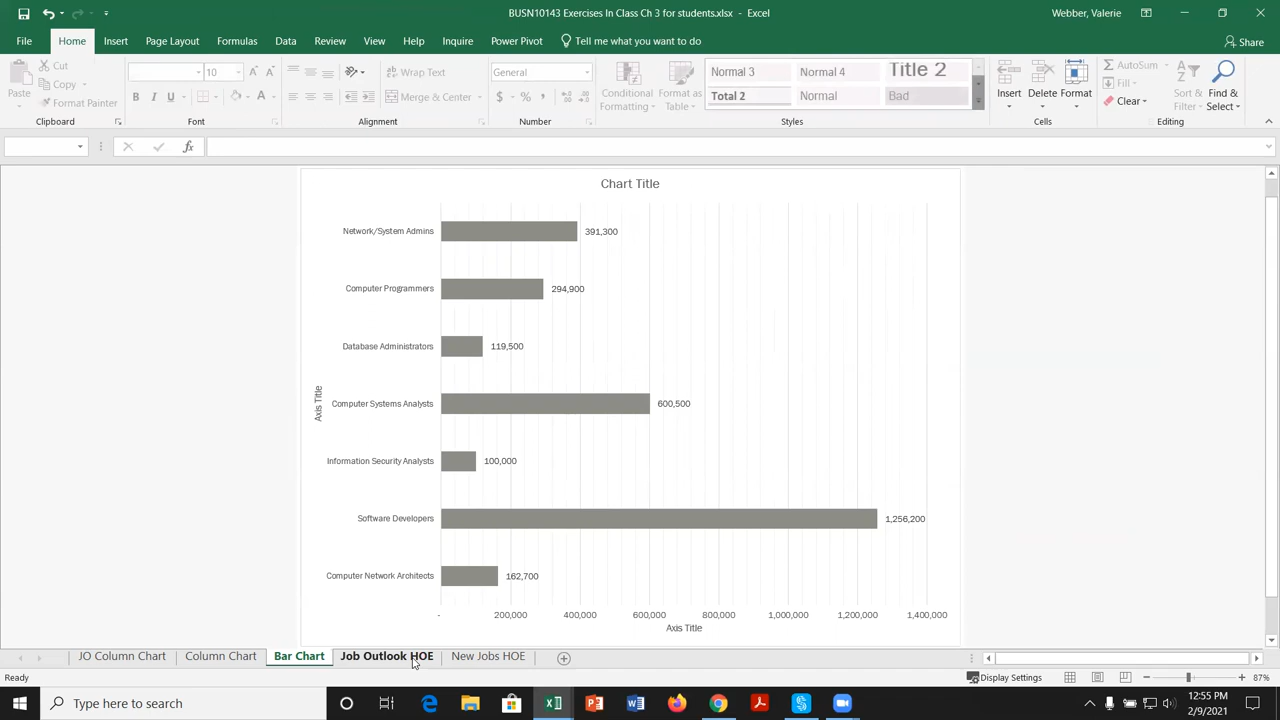 BUSN10143 Exercises In Chart Ch 3 for students.xlsx - Excel
Webber, Valerie
File Home Insert Page Layout Formulas Data Review View Help Inquire Power Pivot Tell me what you want to do Share
Paste Cut Copy Format Painter
Clipboard
10
B I U A
Font
ab Wrap Text
Merge & Center
Alignment
General
$ % ,
Number
Conditional Formatting
Format as Table
Normal 3 Normal 4 Title 2
Total 2 Normal Bad
Styles
Insert Delete Format
Cells
AutoSum
Fill
Clear
Sort & Filter
Find & Select
Editing
fx
Chart Title
Network/System Admins 391,300
Computer Programmers 294,900
Database Administrators 119,500
Computer Systems Analysts 600,500
Information Security Analysts 100,000
Software Developers 1,256,200
Computer Network Architects 162,700
Axis Title
- 200,000 400,000 600,000 800,000 1,000,000 1,200,000 1,400,000
Axis Title
JO Column Chart Column Chart Bar Chart Job Outlook HOE New Jobs HOE
Ready Display Settings 87%
Type here to search
12:55 PM
2/9/2021